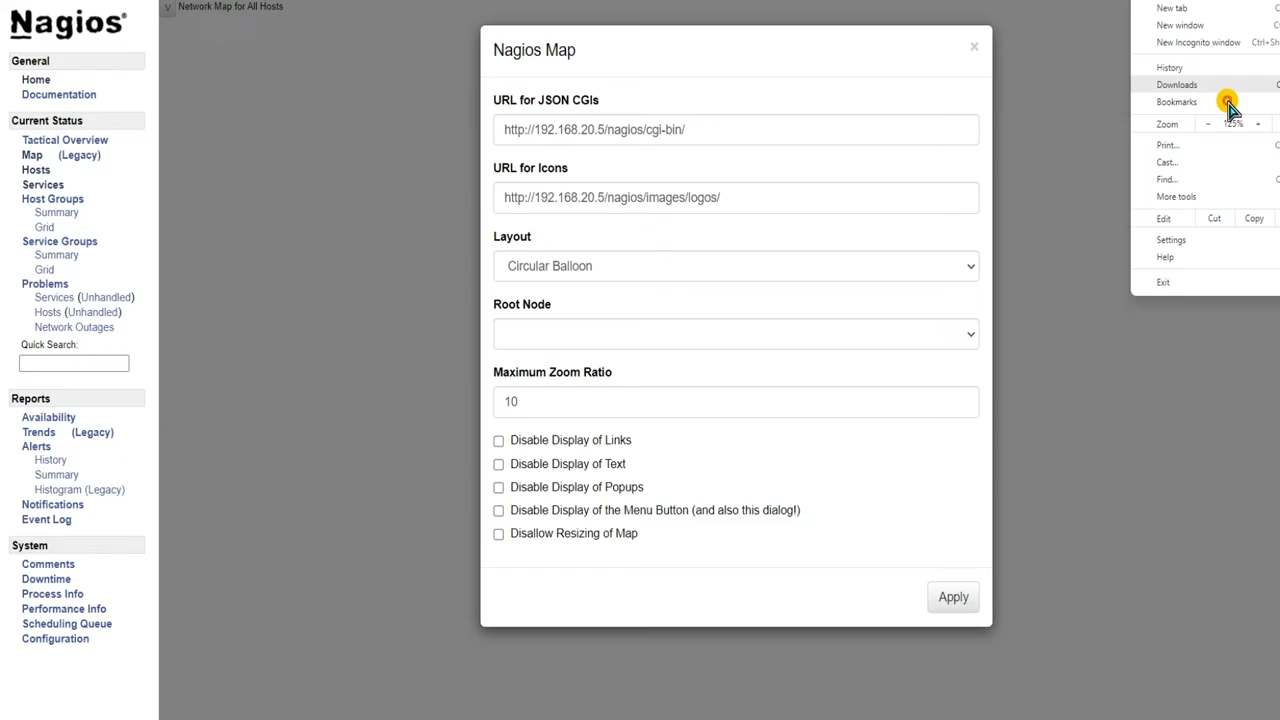 Nagios®
General
Home
Documentation
Current Status
Tactical Overview
Map (Legacy)
Hosts
Services
Host Groups
Summary
Grid
Service Groups
Summary
Grid
Problems
Services (Unhandled)
Hosts (Unhandled)
Network Outages
Quick Search:
Reports
Availability
Trends (Legacy)
Alerts
History
Summary
Histogram (Legacy)
Notifications
Event Log
System
Comments
Downtime
Process Info
Performance Info
Scheduling Queue
Configuration
V Network Map for All Hosts
Nagios Map ×
URL for JSON CGIs
http://192.168.20.5/nagios/cgi-bin/
URL for Icons
http://192.168.20.5/nagios/images/logos/
Layout
Circular Balloon
Root Node
Maximum Zoom Ratio
10
Disable Display of Links
Disable Display of Text
Disable Display of Popups
Disable Display of the Menu Button (and also this dialog!)
Disallow Resizing of Map
Apply
New tab C
New window
New Incognito window Ctrl+Sh
History
Downloads C
Bookmarks
Zoom - 125% +
Print... C
Cast...
Find... C
More tools
Edit Cut Copy
Settings
Help
Exit